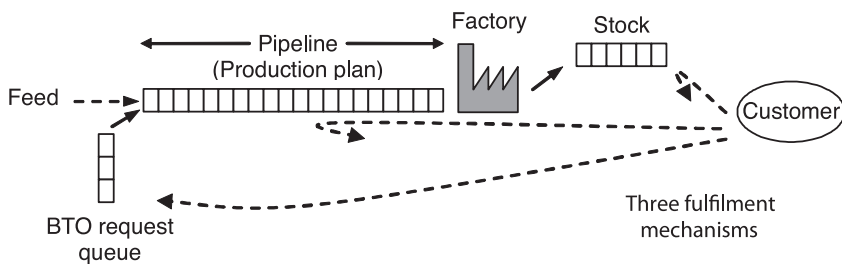 Factory
Stock
Pipeline
(Production plan)
Feed
Customer
BTO request
queue
Three fulfilment
mechanisms